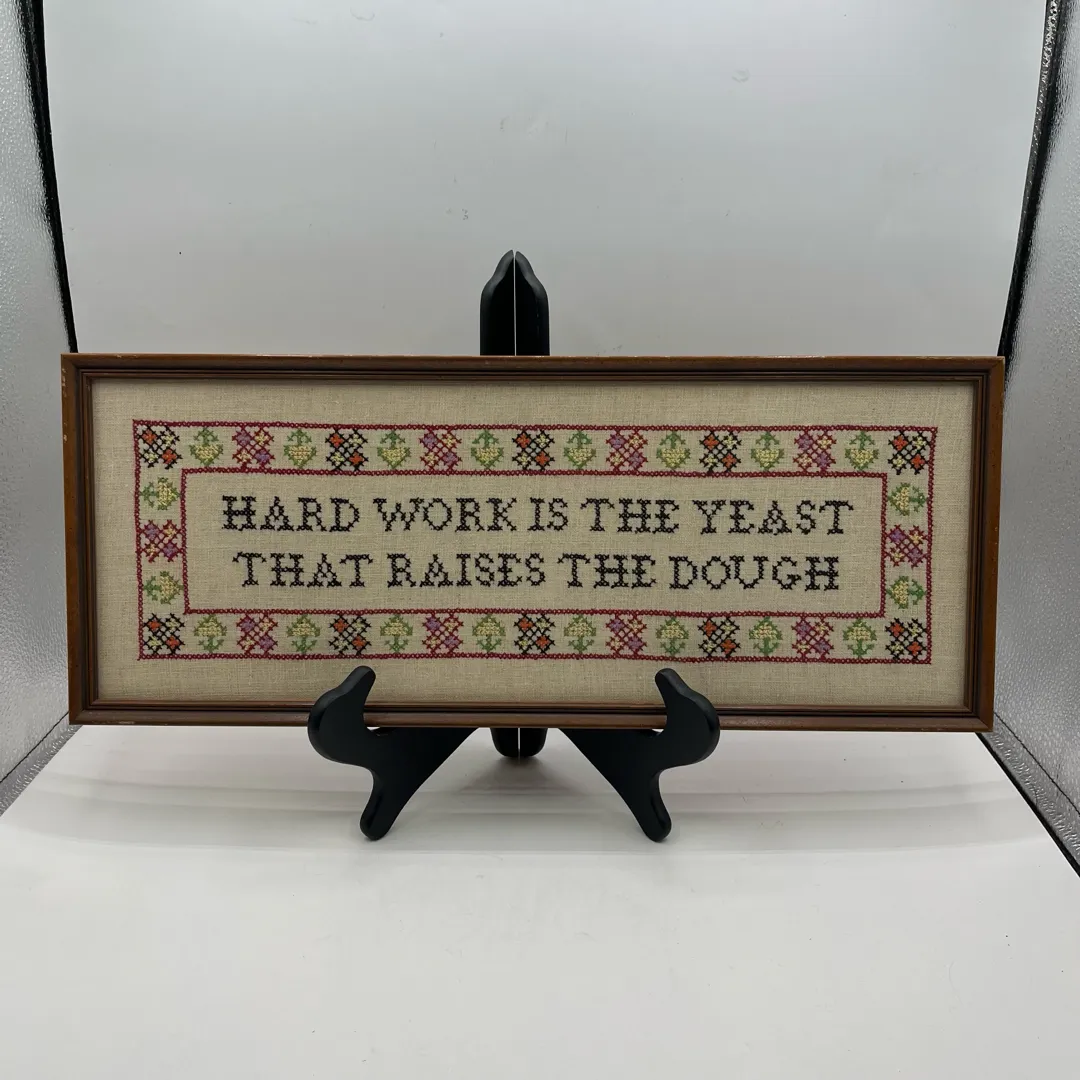 HARD WORK IS THE YEAST
THAT RAISES THE DOUGH